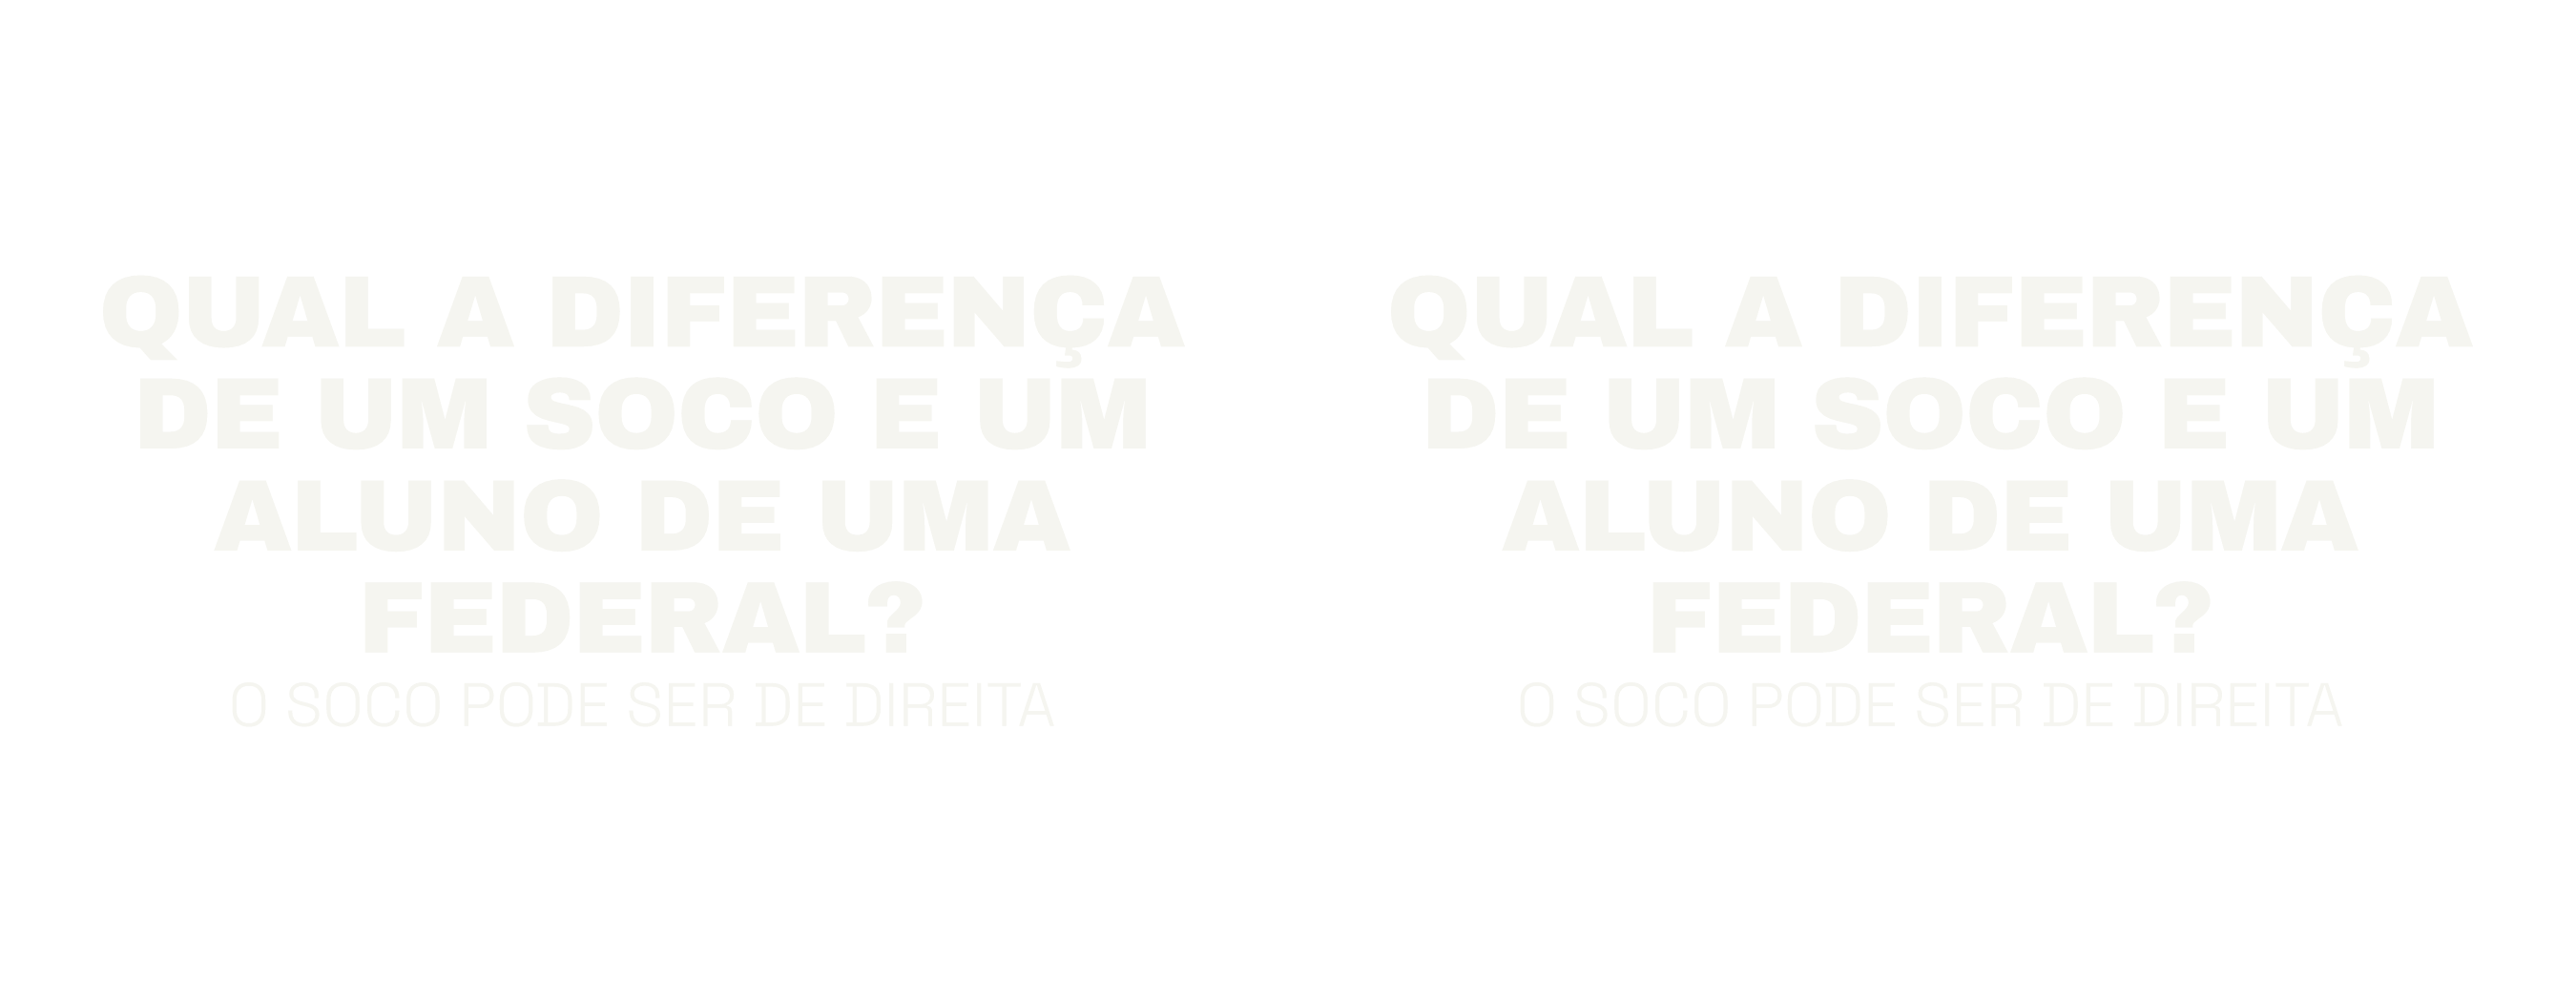 QUAL A DIFERENÇA
DE UM SOCO E UM
ALUNO DE UMA
FEDERAL?
O SOCO PODE SER DE DIREITA
QUAL A DIFERENÇA
DE UM SOCO E UM
ALUNO DE UMA
FEDERAL?
O SOCO PODE SER DE DIREITA